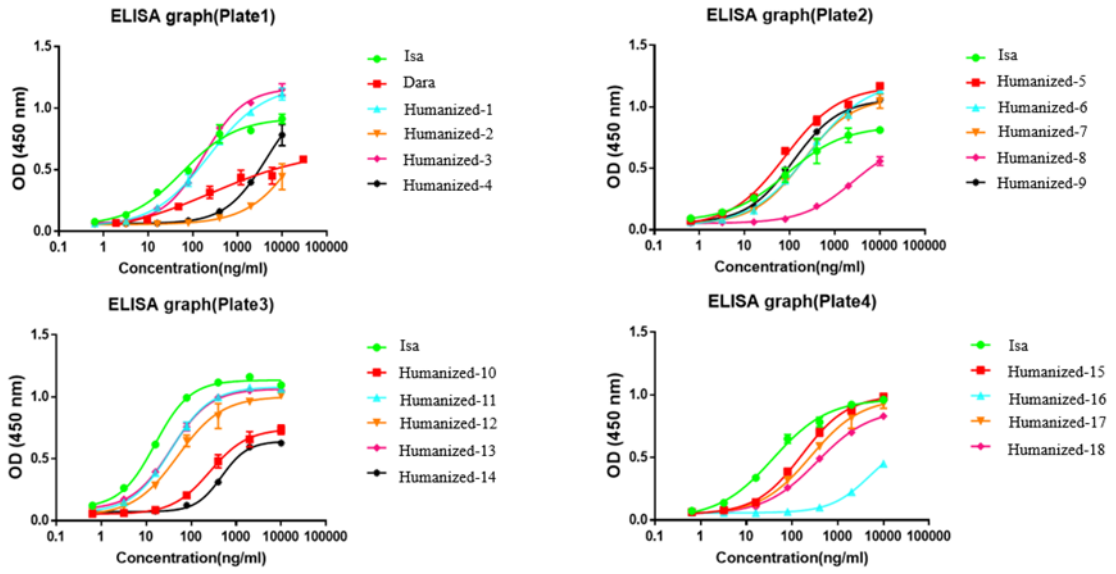 ELISA graph(Plate1)
OD (450 nm)
1.5
1.0
0.5
0.0
0.1
1
10
100
1000
10000
100000
Concentration(ng/ml)
Isa
Dara
Humanized-1
Humanized-2
Humanized-3
Humanized-4
ELISA graph(Plate2)
OD (450 nm)
1.5
1.0
0.5
0.0
0.1
1
10
100
1000
10000
100000
Concentration(ng/ml)
Isa
Humanized-5
Humanized-6
Humanized-7
Humanized-8
Humanized-9
ELISA graph(Plate3)
OD (450 nm)
1.5
1.0
0.5
0.0
0.1
1
10
100
1000
10000
100000
Concentration(ng/ml)
Isa
Humanized-10
Humanized-11
Humanized-12
Humanized-13
Humanized-14
ELISA graph(Plate4)
OD (450 nm)
1.5
1.0
0.5
0.0
0.1
1
10
100
1000
10000
100000
Concentration(ng/ml)
Isa
Humanized-15
Humanized-16
Humanized-17
Humanized-18